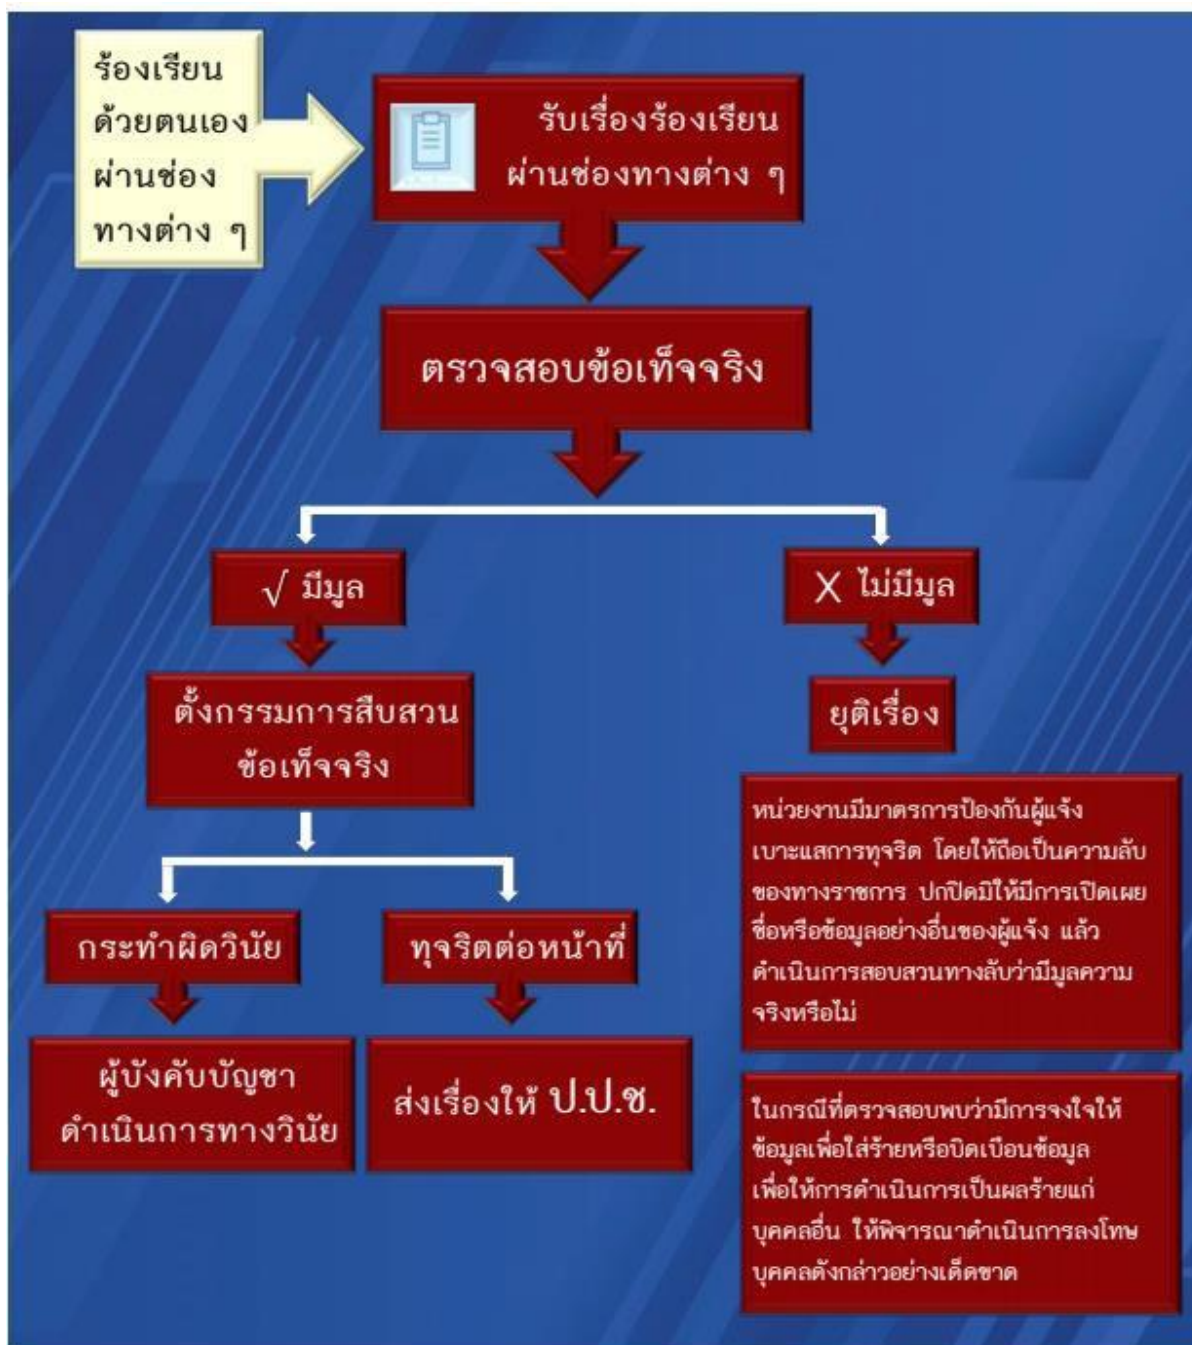 ร้องเรียน
ด้วยตนเอง
ผ่านช่อง
ทางต่าง ๆ
รับเรื่องร้องเรียน
ผ่านช่องทางต่าง ๆ
ตรวจสอบข้อเท็จจริง
√ มีมูล
X ไม่มีมูล
ตั้งกรรมการสืบสวน
ข้อเท็จจริง
ยุติเรื่อง
กระทำผิดวินัย
ทุจริตต่อหน้าที่
ผู้บังคับบัญชา
ดำเนินการทางวินัย
ส่งเรื่องให้ ป.ป.ช.
หน่วยงานมีมาตรการป้องกันผู้แจ้ง
เบาะแสการทุจริต โดยให้ถือเป็นความลับ
ของทางราชการ ปกปิดมิให้มีการเปิดเผย
ชื่อหรือข้อมูลอย่างอื่นของผู้แจ้ง แล้ว
ดำเนินการสอบสวนทางลับว่ามีมูลความ
จริงหรือไม่
ในกรณีที่ตรวจสอบพบว่ามีการจงใจให้
ข้อมูลเพื่อใส่ร้ายหรือบิดเบือนข้อมูล
เพื่อให้การดำเนินการเป็นผลร้ายแก่
บุคคลอื่น ให้พิจารณาดำเนินการลงโทษ
บุคคลดังกล่าวอย่างเด็ดขาด